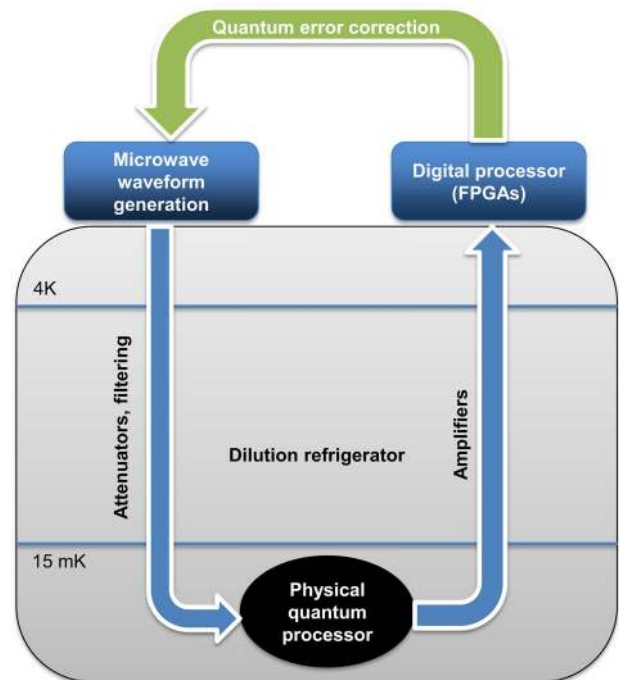 Quantum error correction
Microwave
waveform
generation
Digital processor
(FPGAs)
4K
Attenuators, filtering
Amplifiers
Dilution refrigerator
15 mK
Physical
quantum
processor